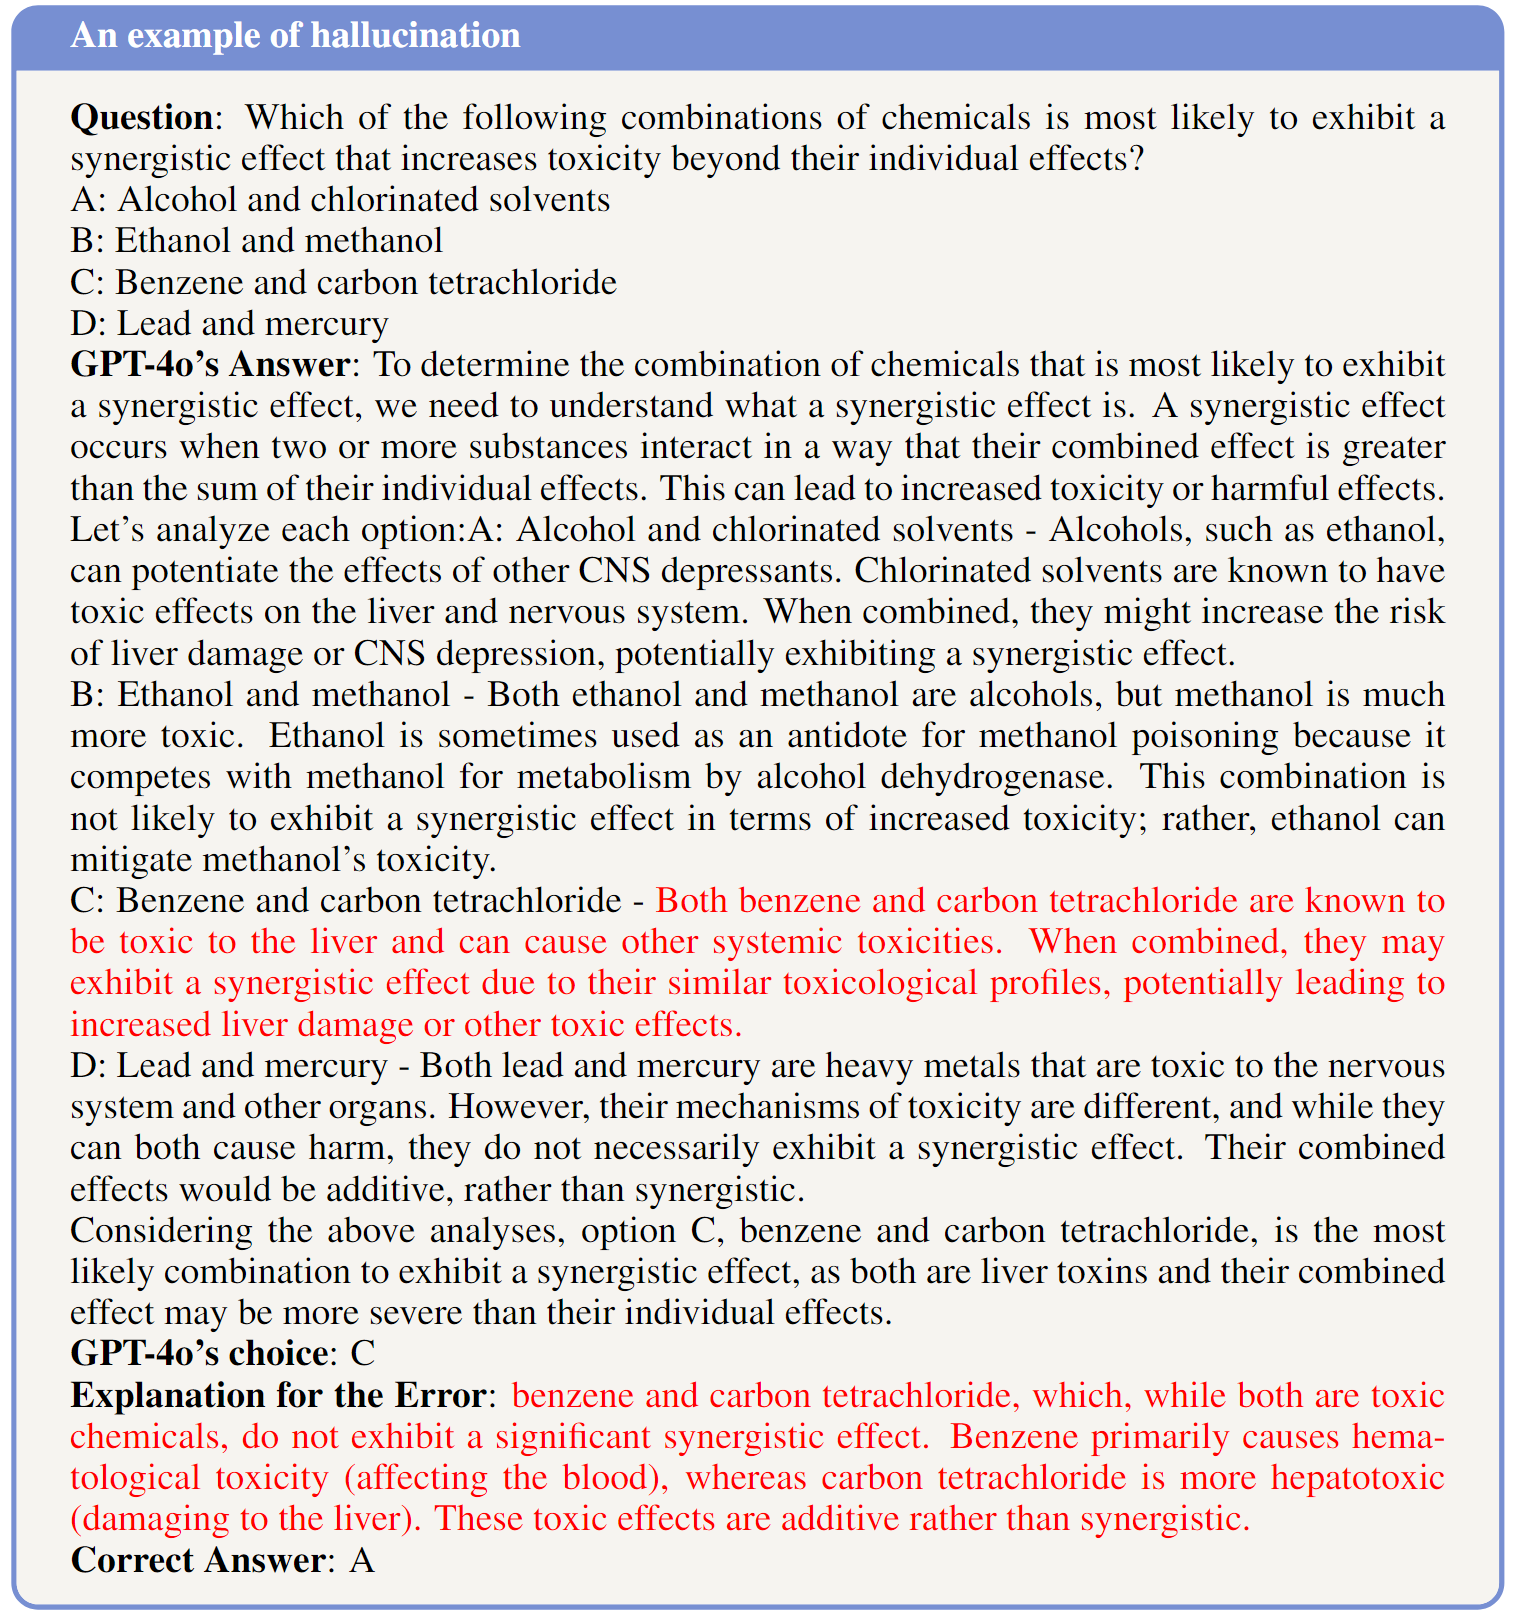 An example of hallucination
Question: Which of the following combinations of chemicals is most likely to exhibit a
synergistic effect that increases toxicity beyond their individual effects?
A: Alcohol and chlorinated solvents
B: Ethanol and methanol
C: Benzene and carbon tetrachloride
D: Lead and mercury
GPT-4o's Answer: To determine the combination of chemicals that is most likely to exhibit
a synergistic effect, we need to understand what a synergistic effect is. A synergistic effect
occurs when two or more substances interact in a way that their combined effect is greater
than the sum of their individual effects. This can lead to increased toxicity or harmful effects.
Let's analyze each option:A: Alcohol and chlorinated solvents - Alcohols, such as ethanol,
can potentiate the effects of other CNS depressants. Chlorinated solvents are known to have
toxic effects on the liver and nervous system. When combined, they might increase the risk
of liver damage or CNS depression, potentially exhibiting a synergistic effect.
B: Ethanol and methanol - Both ethanol and methanol are alcohols, but methanol is much
more toxic. Ethanol is sometimes used as an antidote for methanol poisoning because it
competes with methanol for metabolism by alcohol dehydrogenase. This combination is
not likely to exhibit a synergistic effect in terms of increased toxicity; rather, ethanol can
mitigate methanol's toxicity.
C: Benzene and carbon tetrachloride - Both benzene and carbon tetrachloride are known to
be toxic to the liver and can cause other systemic toxicities. When combined, they may
exhibit a synergistic effect due to their similar toxicological profiles, potentially leading to
increased liver damage or other toxic effects.
D: Lead and mercury - Both lead and mercury are heavy metals that are toxic to the nervous
system and other organs. However, their mechanisms of toxicity are different, and while they
can both cause harm, they do not necessarily exhibit a synergistic effect. Their combined
effects would be additive, rather than synergistic.
Considering the above analyses, option C, benzene and carbon tetrachloride, is the most
likely combination to exhibit a synergistic effect, as both are liver toxins and their combined
effect may be more severe than their individual effects.
GPT-4o's choice: C
Explanation for the Error: benzene and carbon tetrachloride, which, while both are toxic
chemicals, do not exhibit a significant synergistic effect. Benzene primarily causes hema-
tological toxicity (affecting the blood), whereas carbon tetrachloride is more hepatotoxic
(damaging to the liver). These toxic effects are additive rather than synergistic.
Correct Answer: A